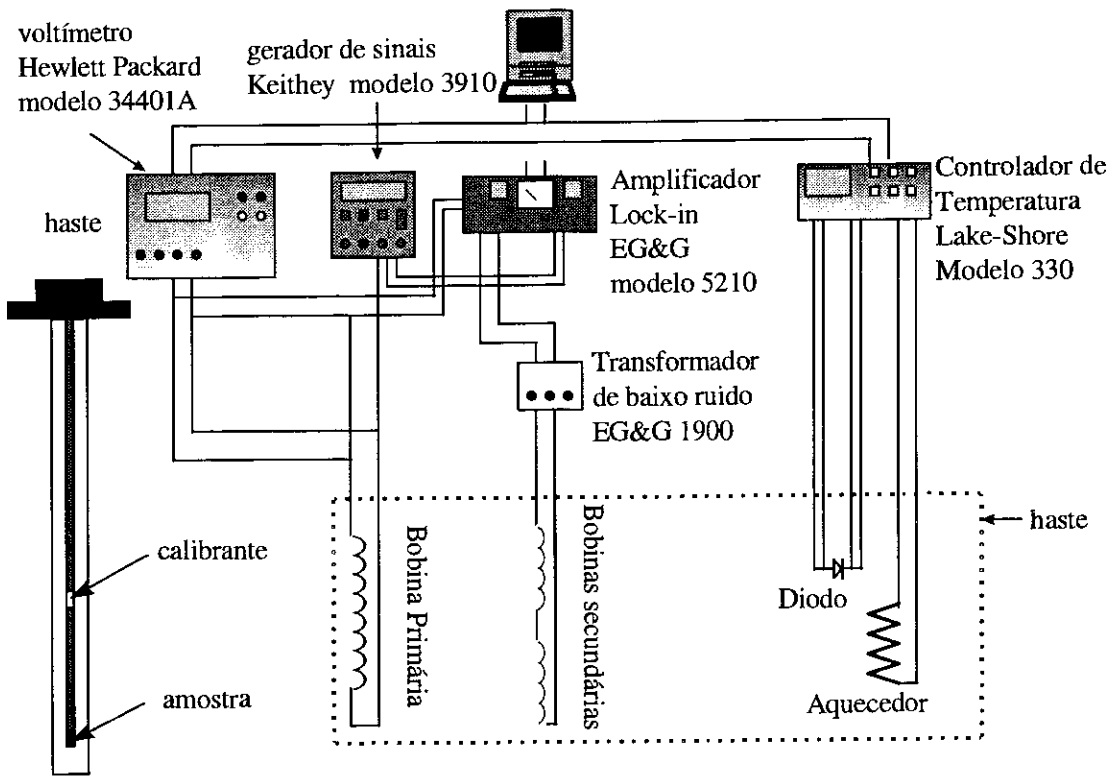 voltímetro
Hewlett Packard
modelo 34401A
gerador de sinais
Keithey modelo 3910
haste
Amplificador
Lock-in
EG&G
modelo 5210
Controlador de
Temperatura
Lake-Shore
Modelo 330
Transformador
de baixo ruido
EG&G 1900
calibrante
amostra
Bobina Primária
Bobinas secundárias
Diodo
Aquecedor
haste